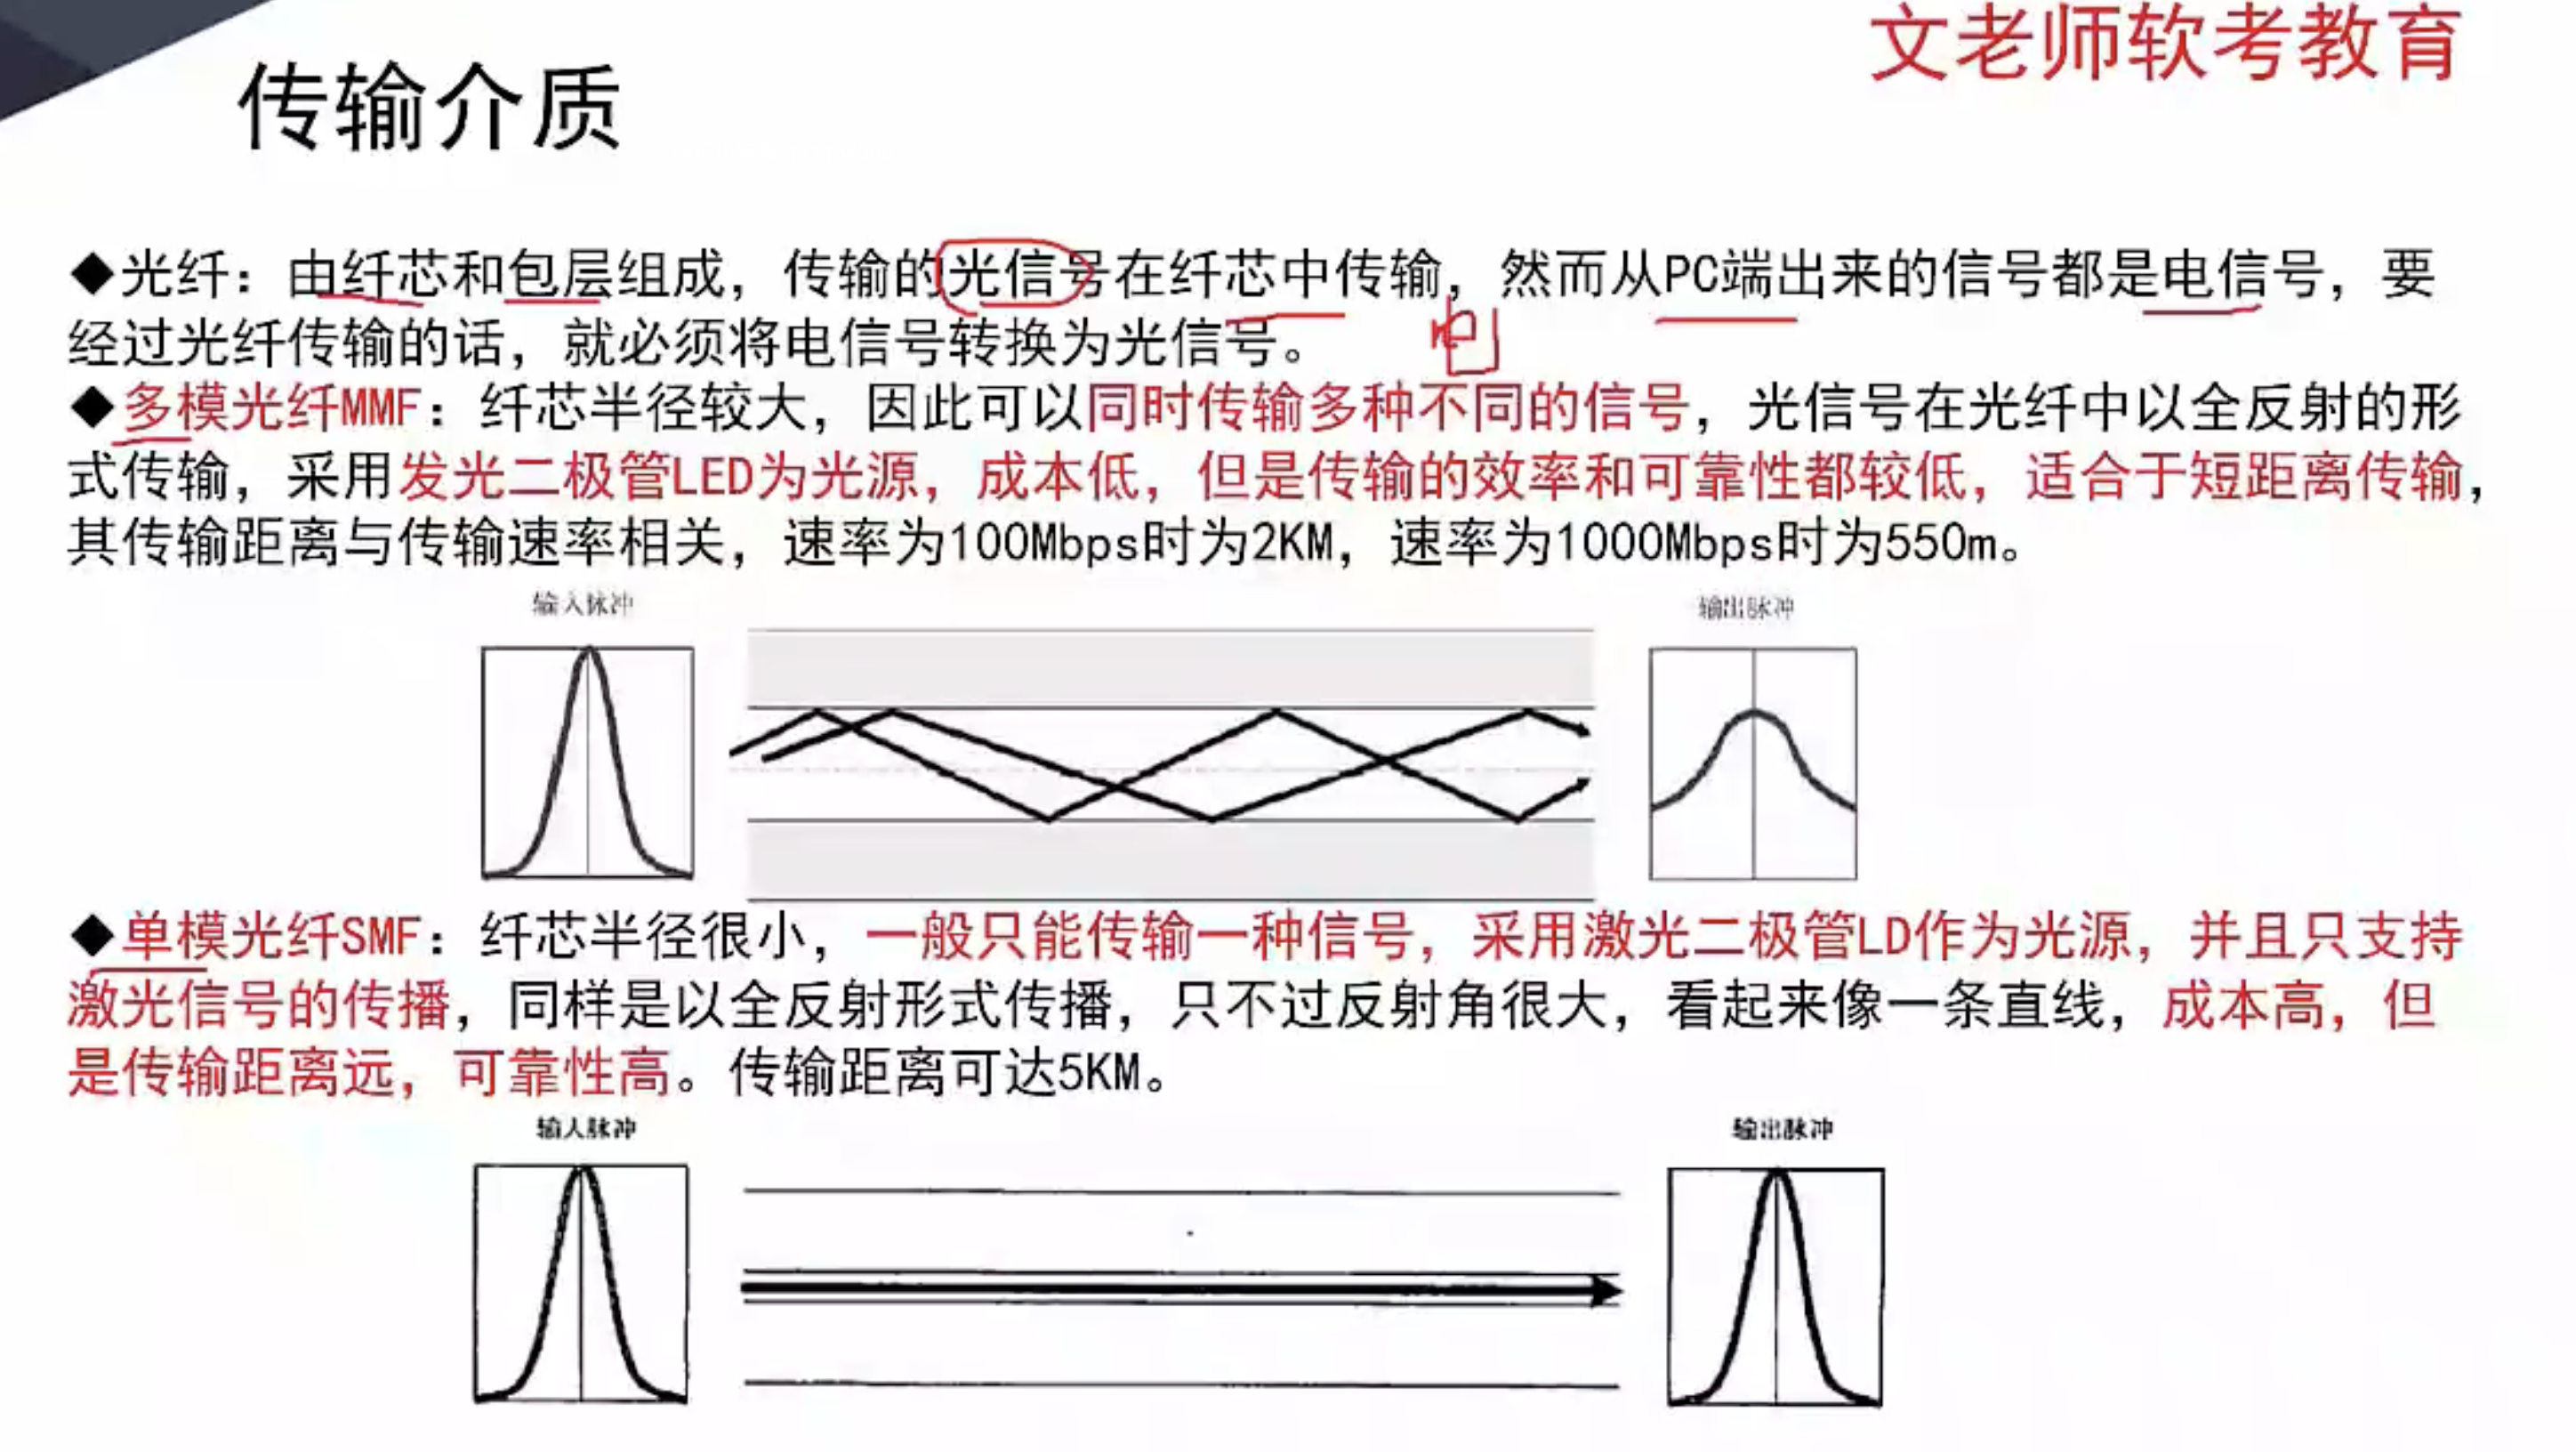 文老师软考教育
传输介质
◆光纤：由纤芯和包层组成，传输的光信号在纤芯中传输，然而从PC端出来的信号都是电信号，要
经过光纤传输的话，就必须将电信号转换为光信号。
◆多模光纤MMF：纤芯半径较大，因此可以同时传输多种不同的信号，光信号在光纤中以全反射的形
式传输，采用发光二极管LED为光源，成本低，但是传输的效率和可靠性都较低，适合于短距离传输，
其传输距离与传输速率相关，速率为100Mbps时为2KM，速率为1000Mbps时为550m。
输入脉冲
输出脉冲
◆单模光纤SMF：纤芯半径很小，一般只能传输一种信号，采用激光二极管LD作为光源，并且只支持
激光信号的传播，同样是以全反射形式传播，只不过反射角很大，看起来像一条直线，成本高，但
是传输距离远，可靠性高。传输距离可达5KM。
输入脉冲
输出脉冲